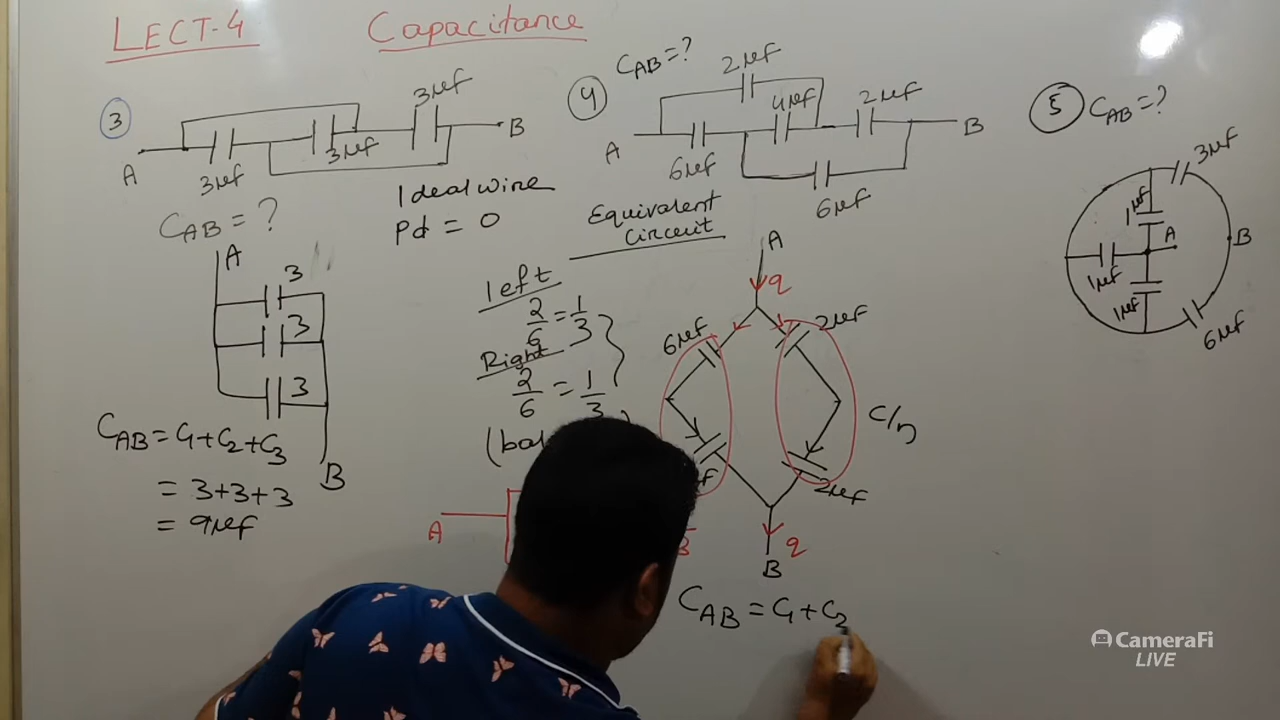 LECT-4
Capacitance
3
3μf
3μf
3μf
A
B
CAB = ?
Ideal wire
Pd = 0
A
3
3
3
B
CAB = C1+C2+C3
= 3+3+3
= 9μf
4
CAB = ?
2μf
4μf
2μf
A
B
6μf
6μf
Equivalent
Circuit
left
2/6 = 1/3
Right
2/6 = 1/3
A
A
q
6μf
2μf
C/n
2μf
q
B
CAB = C1+C2
5
CAB = ?
3μf
1μf
A
B
1μf
1μf
6μf
CameraFi
LIVE